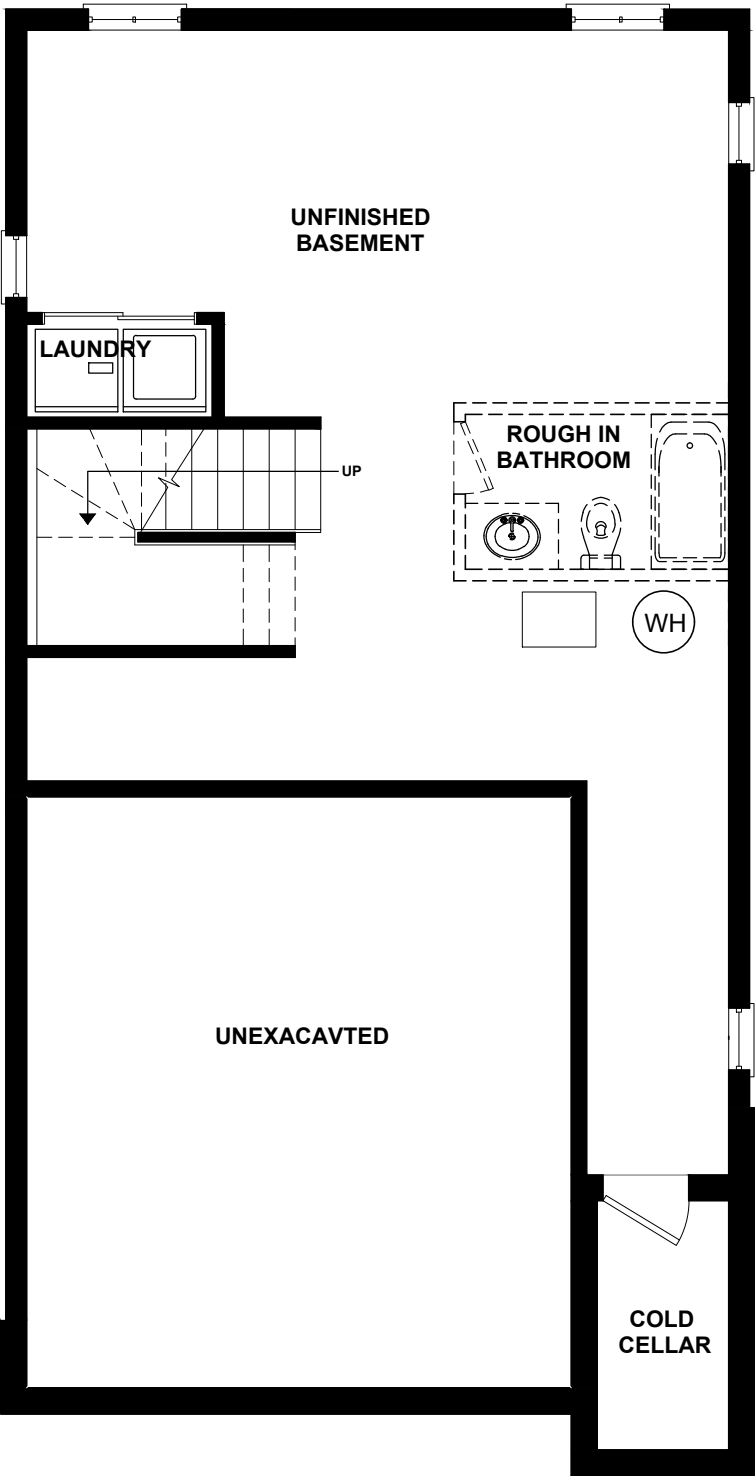 UNFINISHED
BASEMENT
LAUNDRY
ROUGH IN
BATHROOM
UP
WH
UNEXACAVTED
COLD
CELLAR